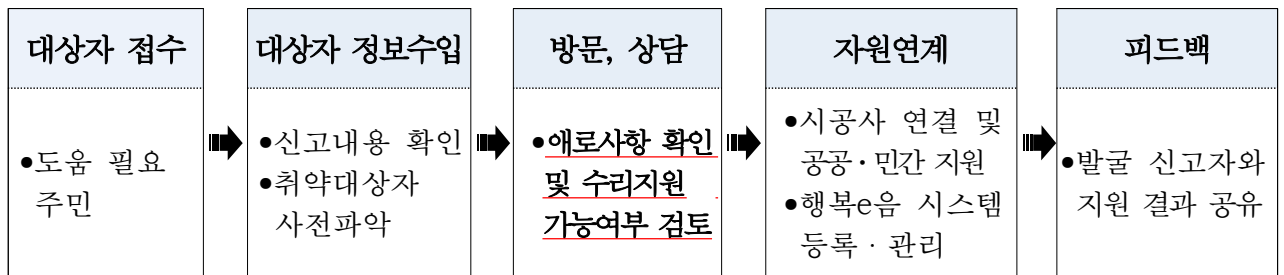 대상자 접수
●도움 필요
주민
대상자 정보수입
●신고내용 확인
●취약대상자
사전파악
방문, 상담
●애로사항 확인
및 수리지원
가능여부 검토
자원연계
●시공사 연결 및
공공·민간 지원
●행복e음 시스템
등록·관리
피드백
●발굴 신고자와
지원 결과 공유